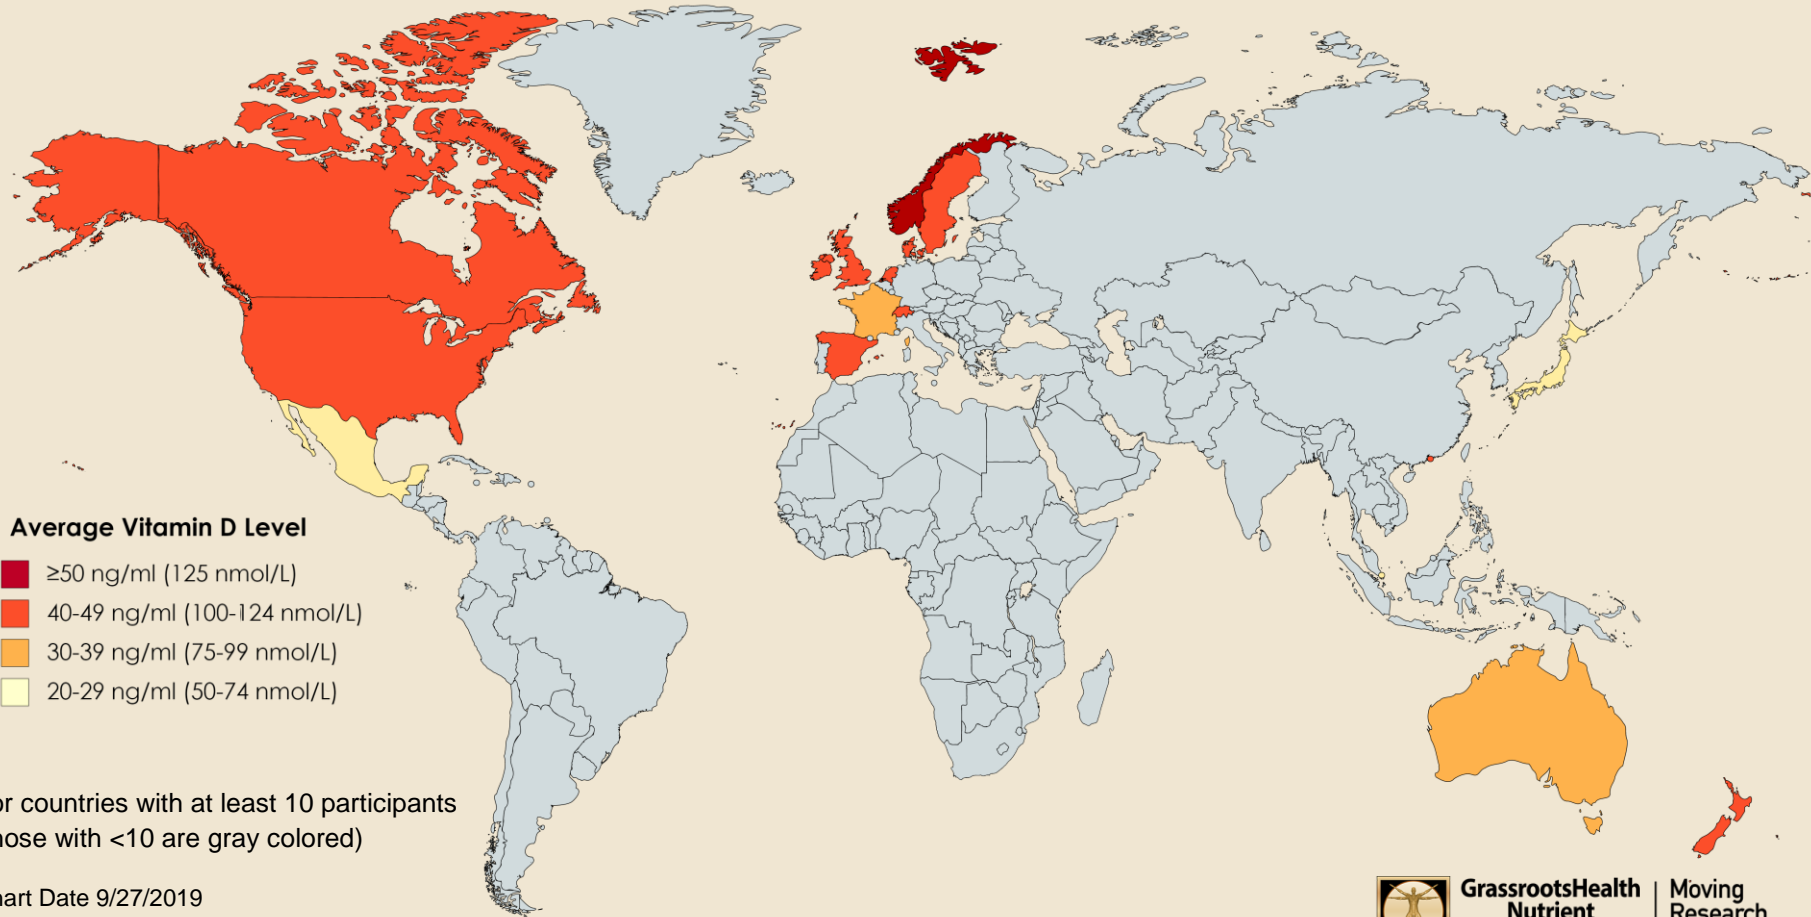 Average Vitamin D Level
≥50 ng/ml (125 nmol/L)
40-49 ng/ml (100-124 nmol/L)
30-39 ng/ml (75-99 nmol/L)
20-29 ng/ml (50-74 nmol/L)
or countries with at least 10 participants
hose with <10 are gray colored)
hart Date 9/27/2019
GrassrootsHealth
Nutrient
Moving
Research